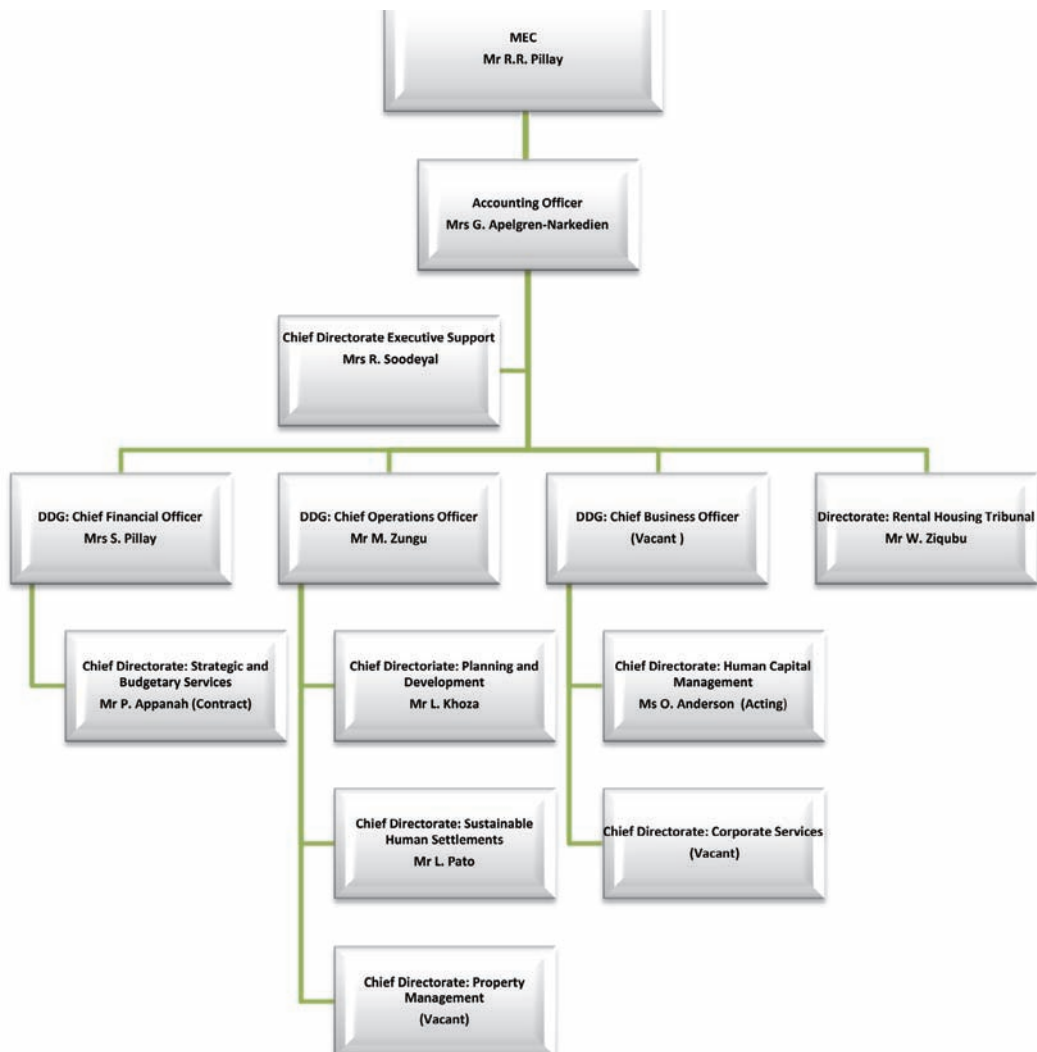 MEC
Mr R.R. Pillay
Accounting Officer
Mrs G. Apelgren-Narkedien
Chief Directorate Executive Support
Mrs R. Soodeyal
DDG: Chief Financial Officer
Mrs S. Pillay
DDG: Chief Operations Officer
Mr M. Zungu
DDG: Chief Business Officer
(Vacant )
Directorate: Rental Housing Tribunal
Mr W. Ziqubu
Chief Directorate: Strategic and
Budgetary Services
Mr P. Appanah (Contract)
Chief Directoriate: Planning and
Development
Mr L. Khoza
Chief Directorate: Human Capital
Management
Ms O. Anderson (Acting)
Chief Directorate: Sustainable
Human Settlements
Mr L. Pato
Chief Directorate: Corporate Services
(Vacant)
Chief Directorate: Property
Management
(Vacant)